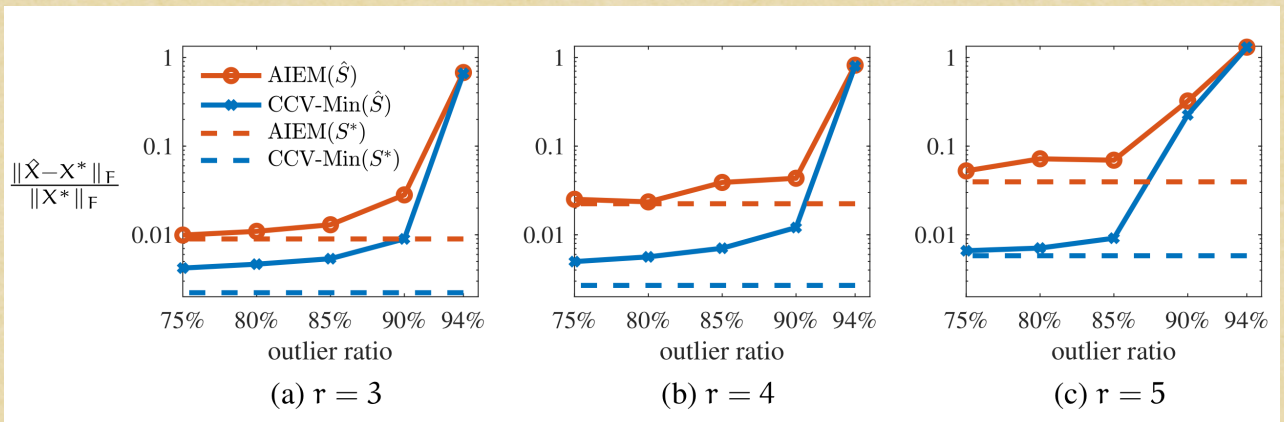 ‖X̂−X*‖F
‖X*‖F
1
0.1
0.01
AIEM(Ŝ)
CCV-Min(Ŝ)
AIEM(S*)
CCV-Min(S*)
75% 80% 85% 90% 94%
outlier ratio
(a) r = 3
1
0.1
0.01
75% 80% 85% 90% 94%
outlier ratio
(b) r = 4
1
0.1
0.01
75% 80% 85% 90% 94%
outlier ratio
(c) r = 5